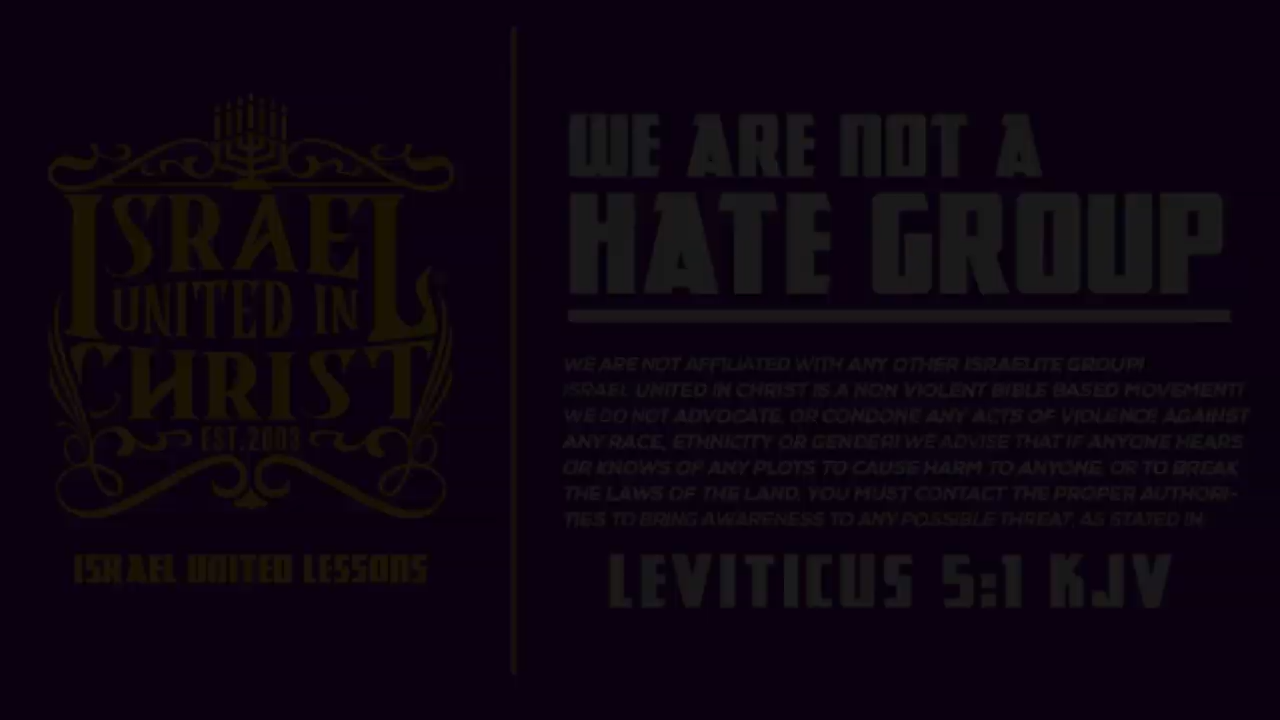 ISRAEL
UNITED IN
CHRIST
EST. 2003
ISRAEL UNITED LESSONS
WE ARE NOT A
HATE GROUP
WE ARE NOT AFFILIATED WITH ANY OTHER ISRAELITE GROUP!
ISRAEL UNITED IN CHRIST IS A NON VIOLENT BIBLE BASED MOVEMENT!
WE DO NOT ADVOCATE, OR CONDONE ANY ACTS OF VIOLENCE AGAINST
ANY RACE, ETHNICITY OR GENDER! WE ADVISE THAT IF ANYONE HEARS
OR KNOWS OF ANY PLOTS TO CAUSE HARM TO ANYONE, OR TO BREAK
THE LAWS OF THE LAND, YOU MUST CONTACT THE PROPER AUTHORI-
TIES TO BRING AWARENESS TO ANY POSSIBLE THREAT, AS STATED IN
LEVITICUS 5:1 KJV